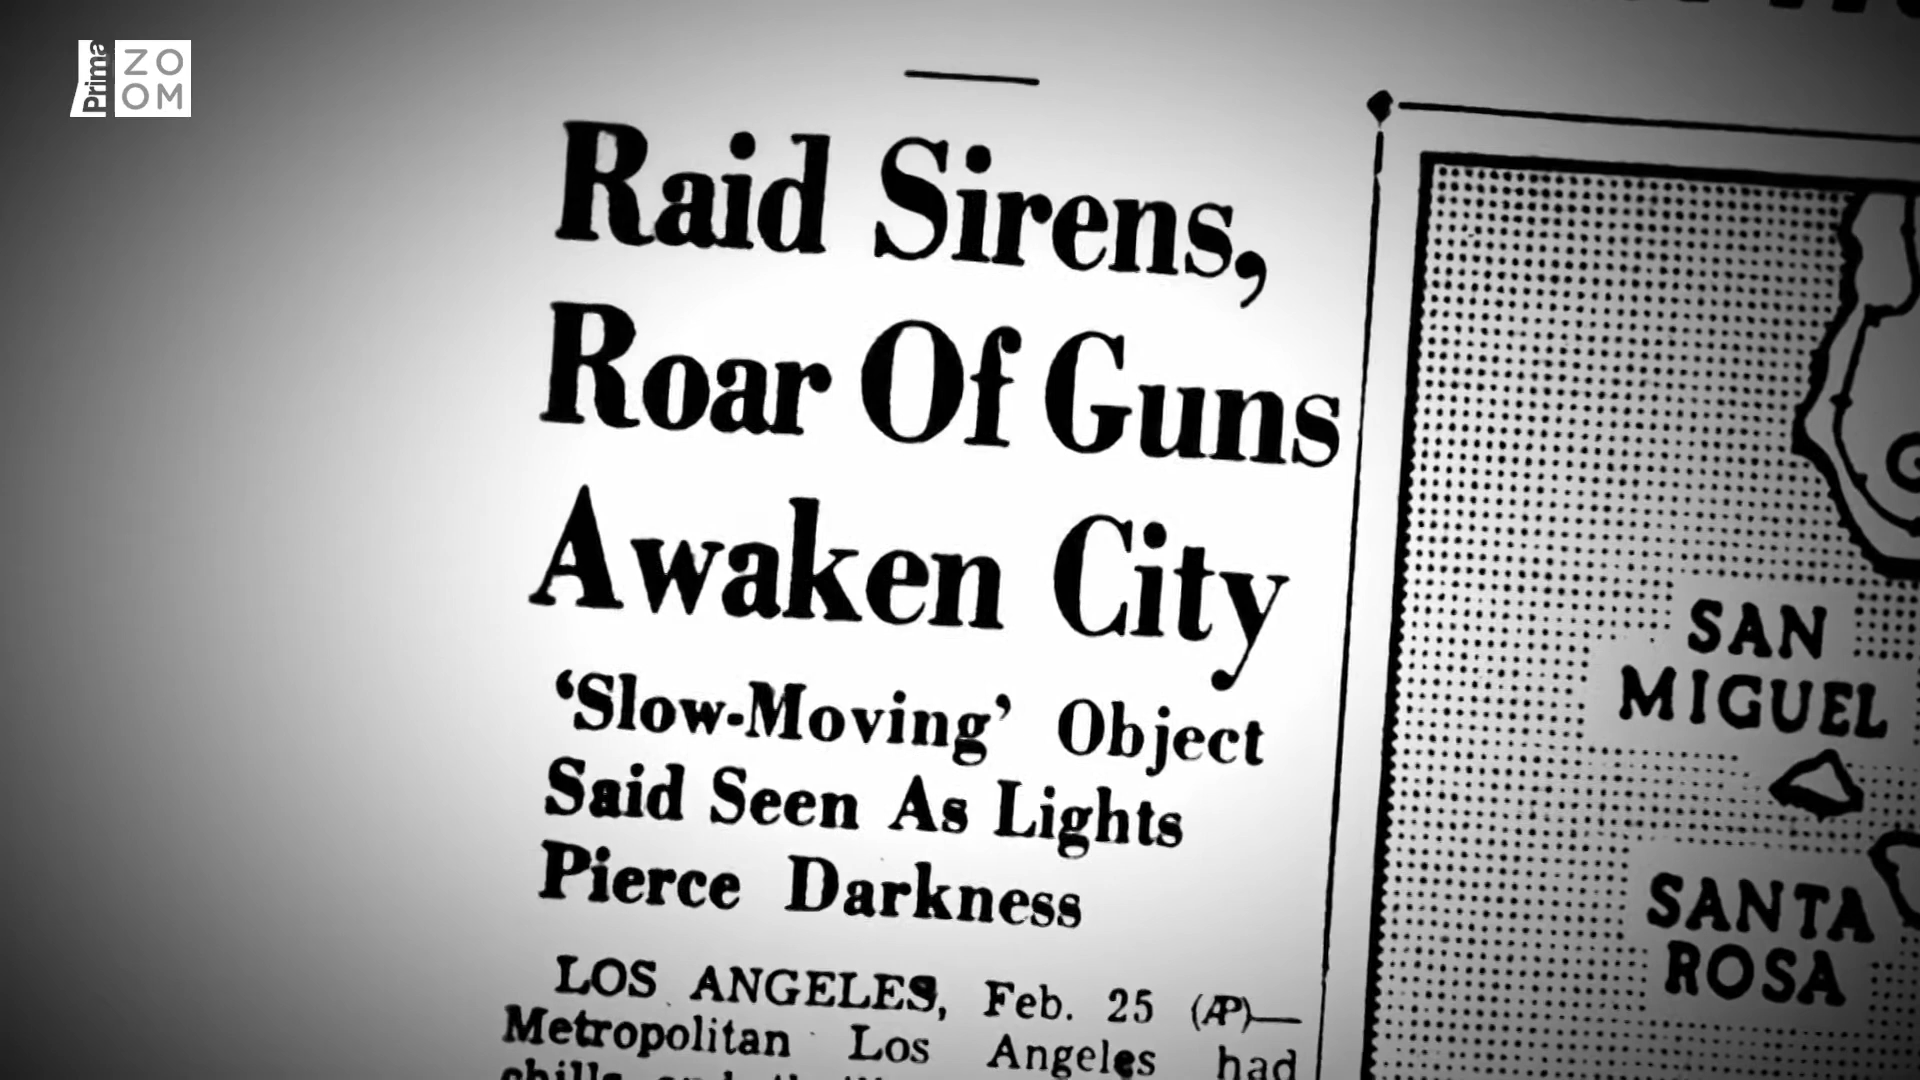 Prima
ZO
OM
Raid Sirens,
Roar Of Guns
Awaken City
‘Slow-Moving’ Object
Said Seen As Lights
Pierce Darkness
LOS ANGELES, Feb. 25 (AP)—
Metropolitan Los Angeles had
SAN
MIGUEL
SANTA
ROSA